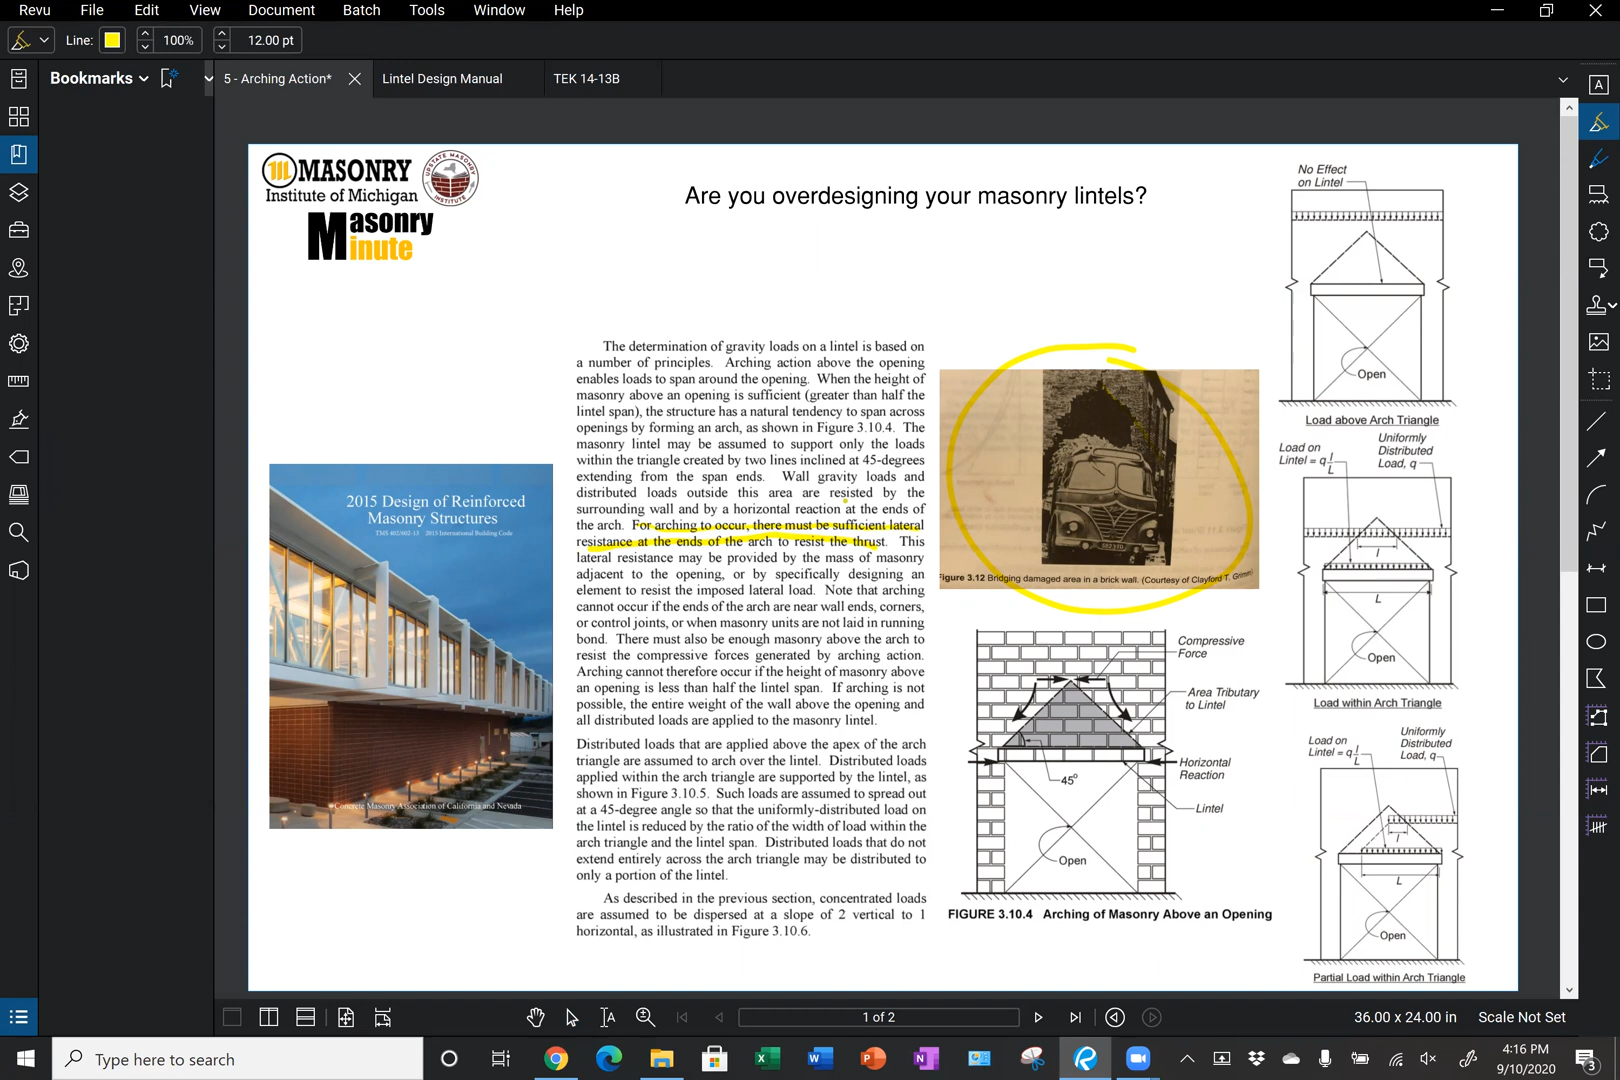 Revu File Edit View Document Batch Tools Window Help
Line: 100% 12.00 pt
Bookmarks
5 - Arching Action* Lintel Design Manual TEK 14-13B
MASONRY
Institute of Michigan
UPSTATE MASONRY INSTITUTE
Masonry
Minute
Are you overdesigning your masonry lintels?
2015 Design of Reinforced
Masonry Structures
TMS 402/602-13 2015 International Building Code
Concrete Masonry Association of California and Nevada
The determination of gravity loads on a lintel is based on
a number of principles. Arching action above the opening
enables loads to span around the opening. When the height of
masonry above an opening is sufficient (greater than half the
lintel span), the structure has a natural tendency to span across
openings by forming an arch, as shown in Figure 3.10.4. The
masonry lintel may be assumed to support only the loads
within the triangle created by two lines inclined at 45-degrees
extending from the span ends. Wall gravity loads and
distributed loads outside this area are resisted by the
surrounding wall and by a horizontal reaction at the ends of
the arch. For arching to occur, there must be sufficient lateral
resistance at the ends of the arch to resist the thrust. This
lateral resistance may be provided by the mass of masonry
adjacent to the opening, or by specifically designing an
element to resist the imposed lateral load. Note that arching
cannot occur if the ends of the arch are near wall ends, corners,
or control joints, or when masonry units are not laid in running
bond. There must also be enough masonry above the arch to
resist the compressive forces generated by arching action.
Arching cannot therefore occur if the height of masonry above
an opening is less than half the lintel span. If arching is not
possible, the entire weight of the wall above the opening and
all distributed loads are applied to the masonry lintel.
Distributed loads that are applied above the apex of the arch
triangle are assumed to arch over the lintel. Distributed loads
applied within the arch triangle are supported by the lintel, as
shown in Figure 3.10.5. Such loads are assumed to spread out
at a 45-degree angle so that the uniformly-distributed load on
the lintel is reduced by the ratio of the width of load within the
arch triangle and the lintel span. Distributed loads that do not
extend entirely across the arch triangle may be distributed to
only a portion of the lintel.
As described in the previous section, concentrated loads
are assumed to be dispersed at a slope of 2 vertical to 1
horizontal, as illustrated in Figure 3.10.6.
Figure 3.12 Bridging damaged area in a brick wall. (Courtesy of Clayford T. Grimm)
Compressive
Force
Area Tributary
to Lintel
Horizontal
Reaction
45°
Lintel
Open
FIGURE 3.10.4 Arching of Masonry Above an Opening
No Effect
on Lintel
Open
Load above Arch Triangle
Load on
Lintel = q l/L
Uniformly
Distributed
Load, q
l
L
Open
Load within Arch Triangle
Load on
Lintel = q l/L
Uniformly
Distributed
Load, q
l
L
Open
Partial Load within Arch Triangle
1 of 2
36.00 x 24.00 in Scale Not Set
Type here to search
4:16 PM
9/10/2020
3